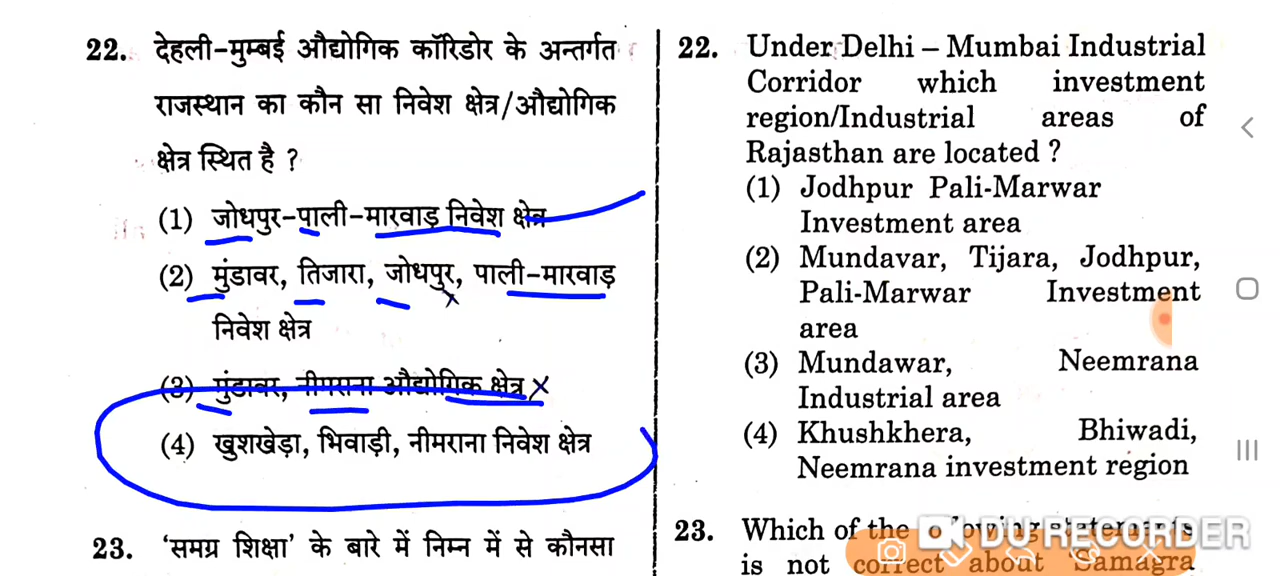 22. देहली-मुम्बई औद्योगिक कॉरिडोर के अन्तर्गत
राजस्थान का कौन सा निवेश क्षेत्र/औद्योगिक
क्षेत्र स्थित है ?
(1) जोधपुर-पाली-मारवाड़ निवेश क्षेत्र
(2) मुंडावर, तिजारा, जोधपुर, पाली-मारवाड़
निवेश क्षेत्र
(3) मुंडावर, नीमराना औद्योगिक क्षेत्र
(4) खुशखेड़ा, भिवाड़ी, नीमराना निवेश क्षेत्र
23. ‘समग्र शिक्षा’ के बारे में निम्न में से कौनसा
22. Under Delhi – Mumbai Industrial
Corridor which investment
region/Industrial areas of
Rajasthan are located ?
(1) Jodhpur Pali-Marwar
Investment area
(2) Mundavar, Tijara, Jodhpur,
Pali-Marwar Investment
area
(3) Mundawar, Neemrana
Industrial area
(4) Khushkhera, Bhiwadi,
Neemrana investment region
23. Which of the following statements
is not correct about ‘Samagra
DU RECORDER